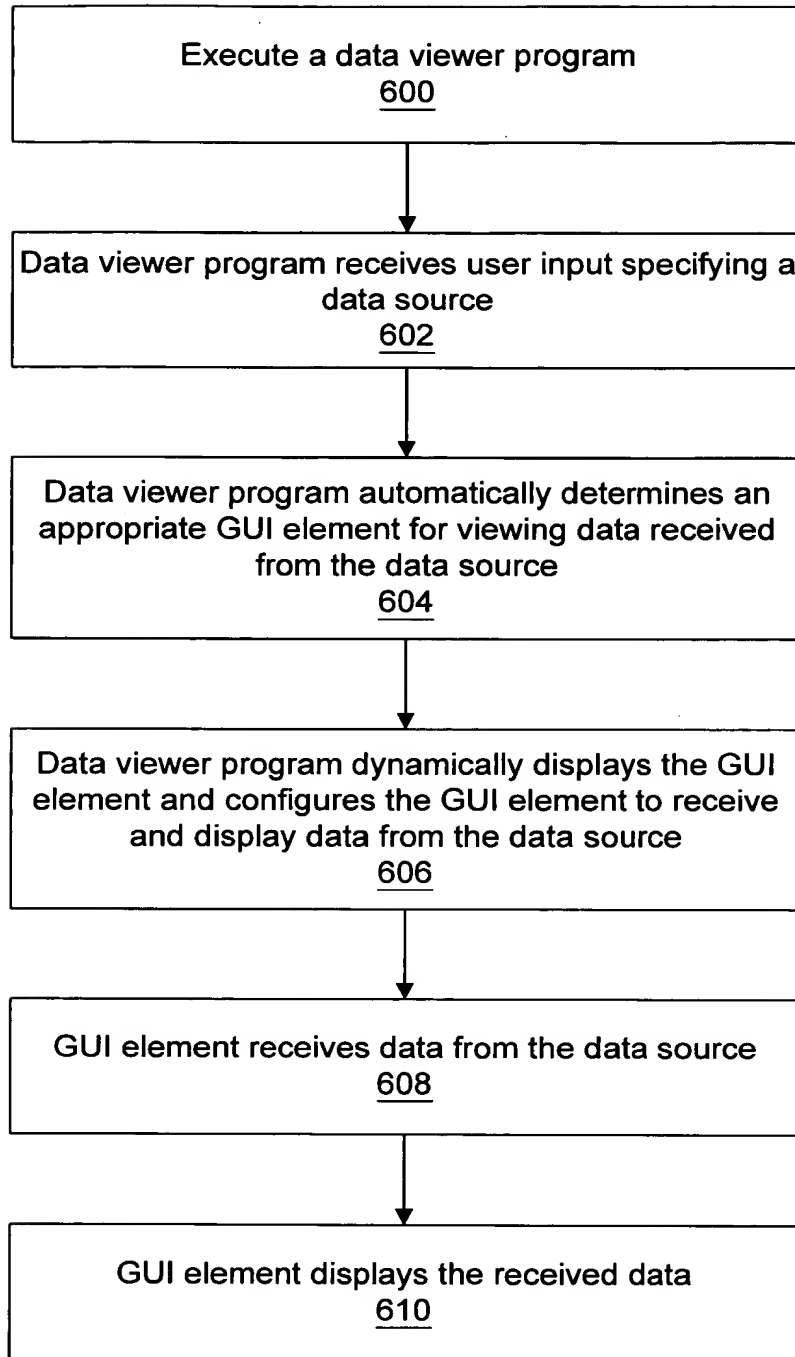 Execute a data viewer program
600
Data viewer program receives user input specifying a
data source
602
Data viewer program automatically determines an
appropriate GUI element for viewing data received
from the data source
604
Data viewer program dynamically displays the GUI
element and configures the GUI element to receive
and display data from the data source
606
GUI element receives data from the data source
608
GUI element displays the received data
610